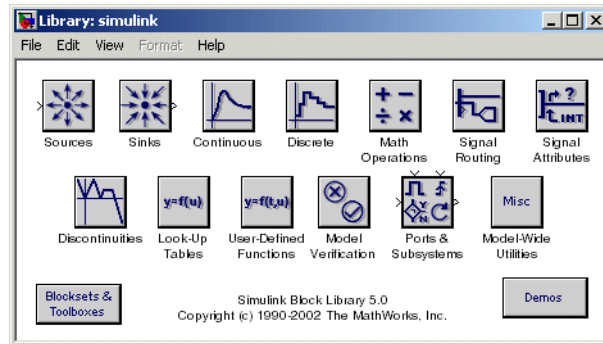 Library: simulink
File Edit View Format Help
Sources Sinks Continuous Discrete Math Operations Signal Routing Signal Attributes
+ − ÷ × ? INT
y=f(u) y=f(t,u) Y N Misc
Discontinuities Look-Up Tables User-Defined Functions Model Verification Ports & Subsystems Model-Wide Utilities
Blocksets & Toolboxes
Simulink Block Library 5.0
Copyright (c) 1990-2002 The MathWorks, Inc.
Demos